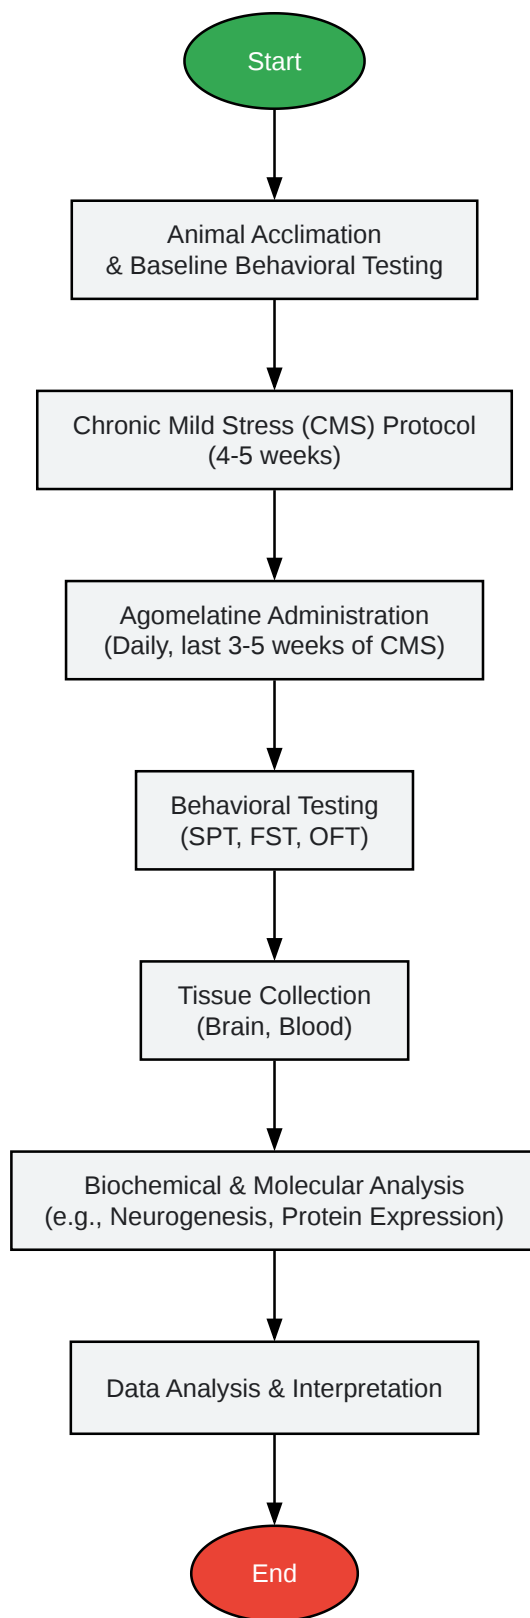 Start
Animal Acclimation
& Baseline Behavioral Testing
Chronic Mild Stress (CMS) Protocol
(4-5 weeks)
Agomelatine Administration
(Daily, last 3-5 weeks of CMS)
Behavioral Testing
(SPT, FST, OFT)
Tissue Collection
(Brain, Blood)
Biochemical & Molecular Analysis
(e.g., Neurogenesis, Protein Expression)
Data Analysis & Interpretation
End